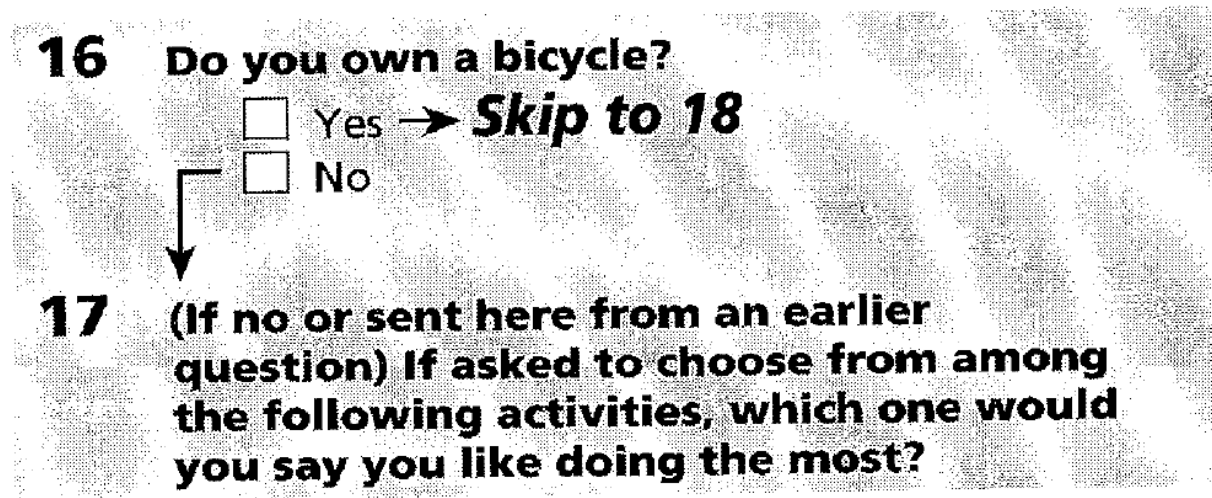 16 Do you own a bicycle?
Yes → Skip to 18
No
17 (If no or sent here from an earlier
question) If asked to choose from among
the following activities, which one would
you say you like doing the most?